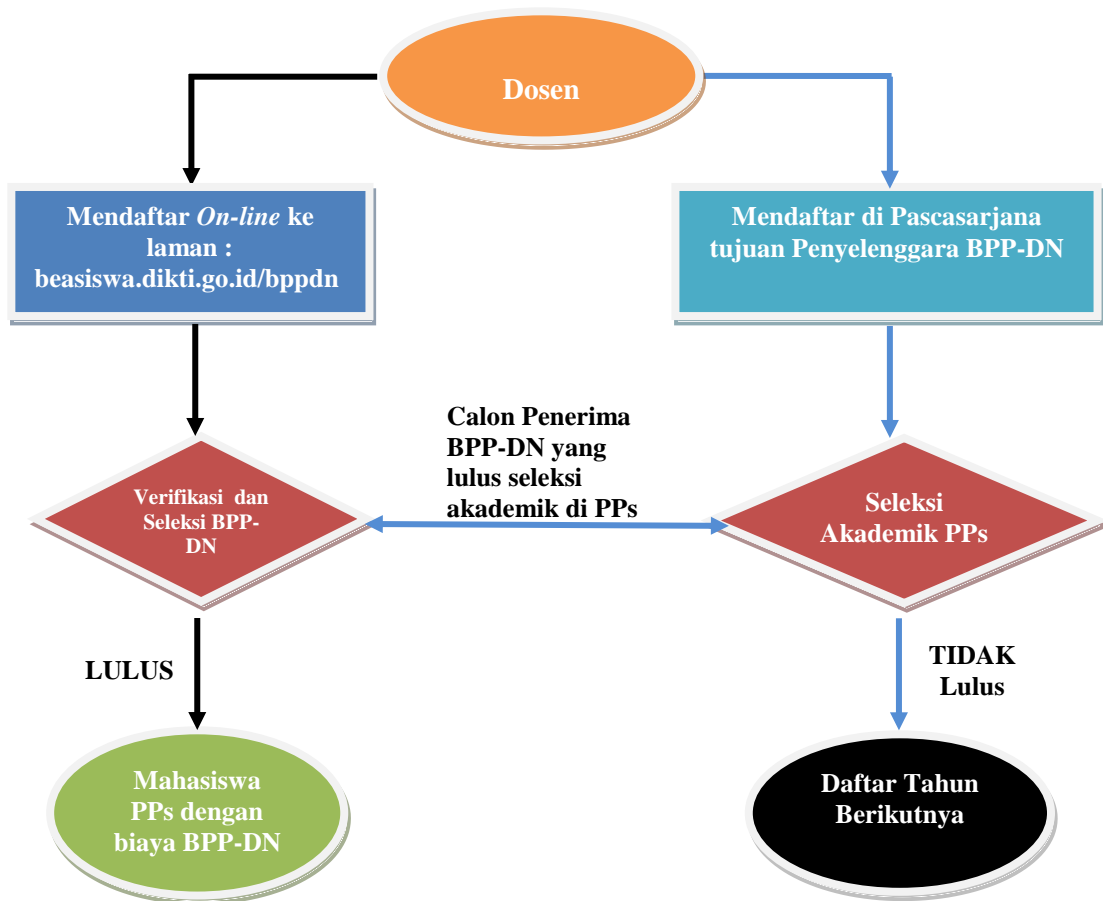 Dosen
Mendaftar On-line ke
laman :
beasiswa.dikti.go.id/bppdn
Mendaftar di Pascasarjana
tujuan Penyelenggara BPP-DN
Calon Penerima
BPP-DN yang
lulus seleksi
akademik di PPs
Verifikasi dan
Seleksi BPP-
DN
Seleksi
Akademik PPs
LULUS
TIDAK
Lulus
Mahasiswa
PPs dengan
biaya BPP-DN
Daftar Tahun
Berikutnya